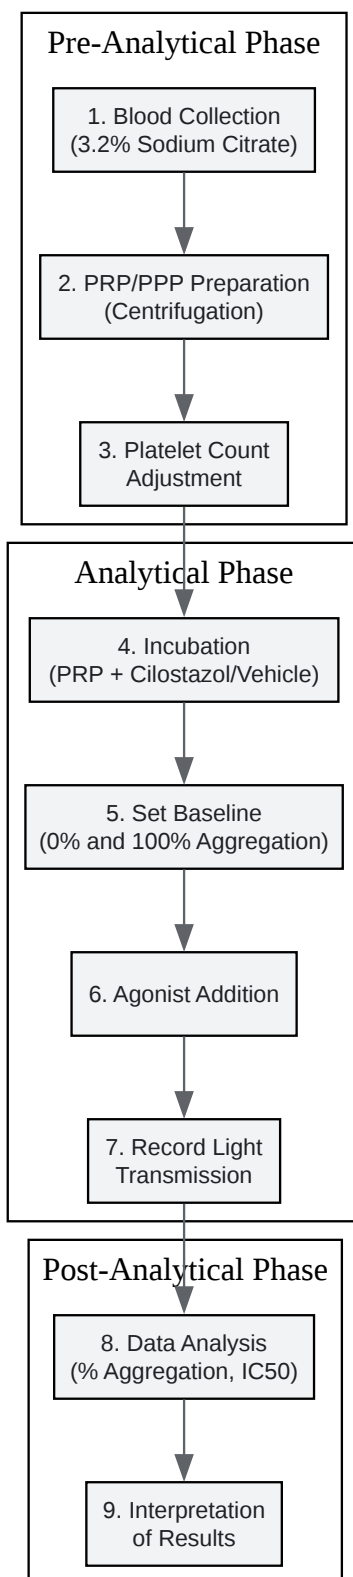 Pre-Analytical Phase
1. Blood Collection
(3.2% Sodium Citrate)
2. PRP/PPP Preparation
(Centrifugation)
3. Platelet Count
Adjustment
Analytical Phase
4. Incubation
(PRP + Cilostazol/Vehicle)
5. Set Baseline
(0% and 100% Aggregation)
6. Agonist Addition
7. Record Light
Transmission
Post-Analytical Phase
8. Data Analysis
(% Aggregation, IC50)
9. Interpretation
of Results